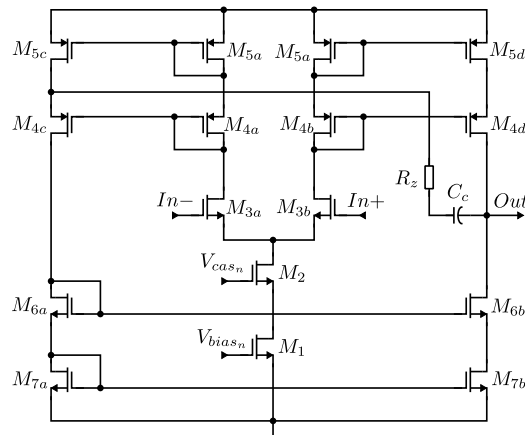 M5c
M5a
M5a
M5d
M4c
M4a
M4b
M4d
Rz
Cc
In−
M3a
M3b
In+
Out
Vcasn
M2
M6a
M6b
Vbiasn
M1
M7a
M7b